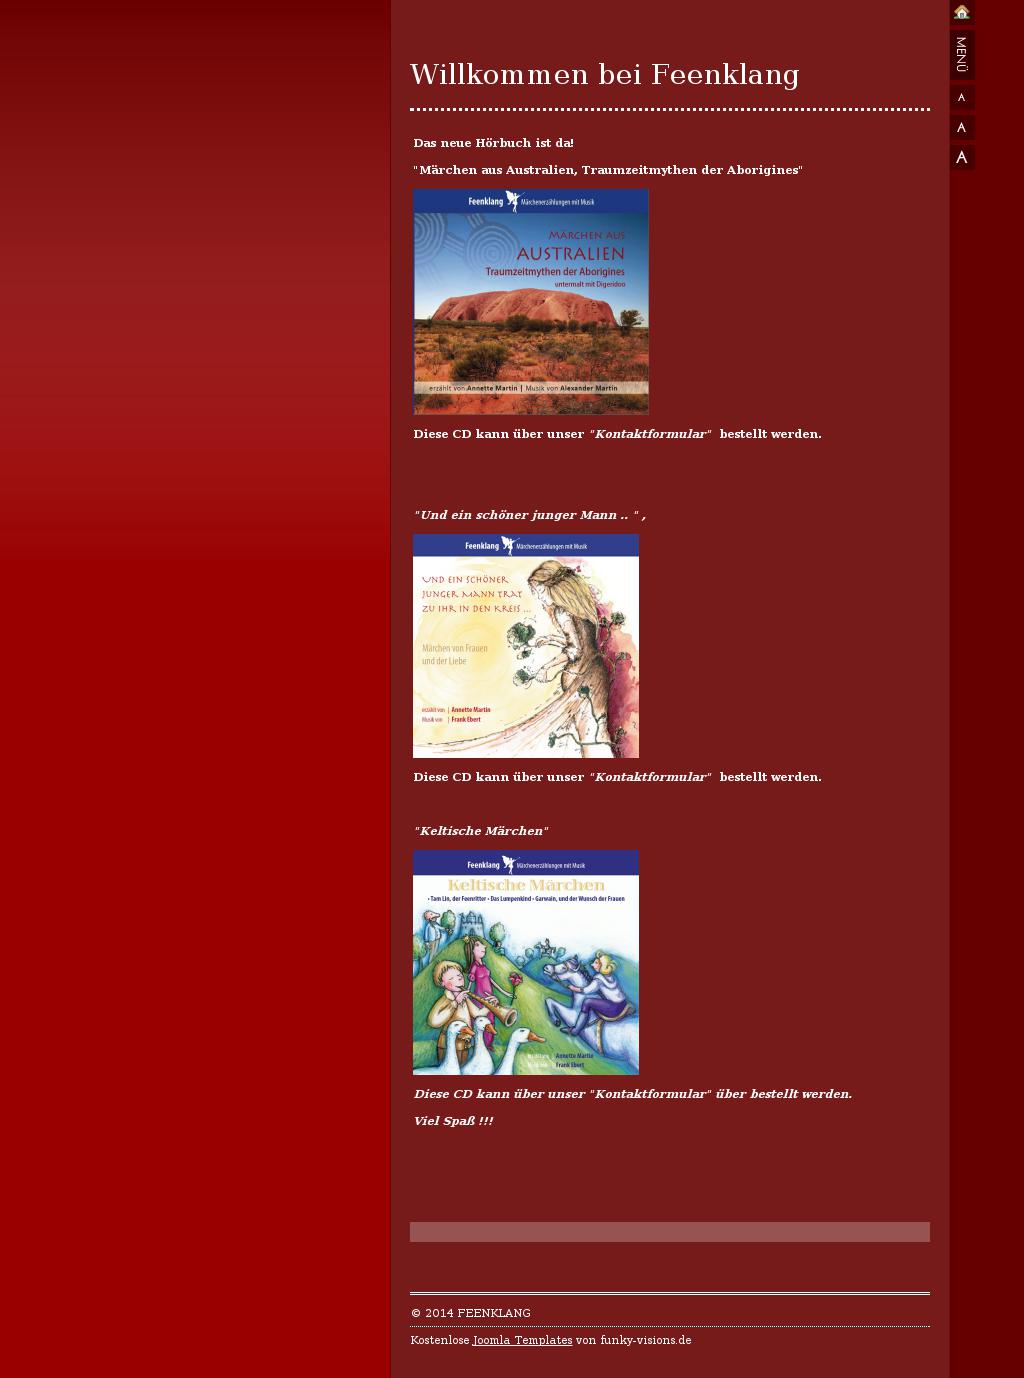 Willkommen bei Feenklang
MENÜ
A
A
A
Das neue Hörbuch ist da!
"Märchen aus Australien, Traumzeitmythen der Aborigines"
Feenklang Märchenerzählungen mit Musik
MÄRCHEN AUS
AUSTRALIEN
Traumzeitmythen der Aborigines
untermalt mit Digeridoo
erzählt von Annette Martin | Musik von Alexander Martin
Diese CD kann über unser "Kontaktformular" bestellt werden.
"Und ein schöner junger Mann .. " ,
Feenklang Märchenerzählungen mit Musik
UND EIN SCHÖNER
JUNGER MANN TRAT
ZU IHR IN DEN KREIS ...
Märchen von Frauen
und der Liebe
erzählt von | Annette Martin
Musik von | Frank Ebert
Diese CD kann über unser "Kontaktformular" bestellt werden.
"Keltische Märchen"
Feenklang Märchenerzählungen mit Musik
Keltische Märchen
• Tam Lin, der Feenritter • Das Lumpenkind • Garwain, und der Wunsch der Frauen
Annette Martin
Frank Ebert
Diese CD kann über unser "Kontaktformular" über bestellt werden.
Viel Spaß !!!
© 2014 FEENKLANG
Kostenlose Joomla Templates von funky-visions.de